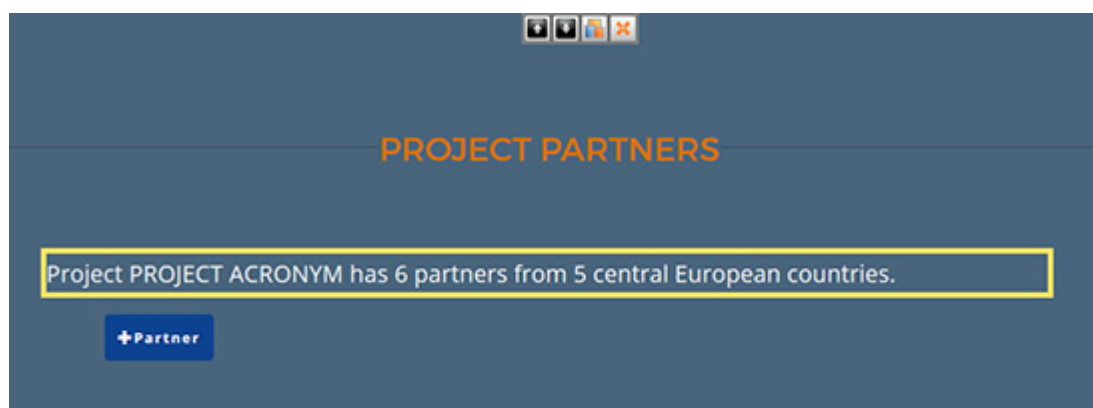 PROJECT PARTNERS
Project PROJECT ACRONYM has 6 partners from 5 central European countries.
+Partner